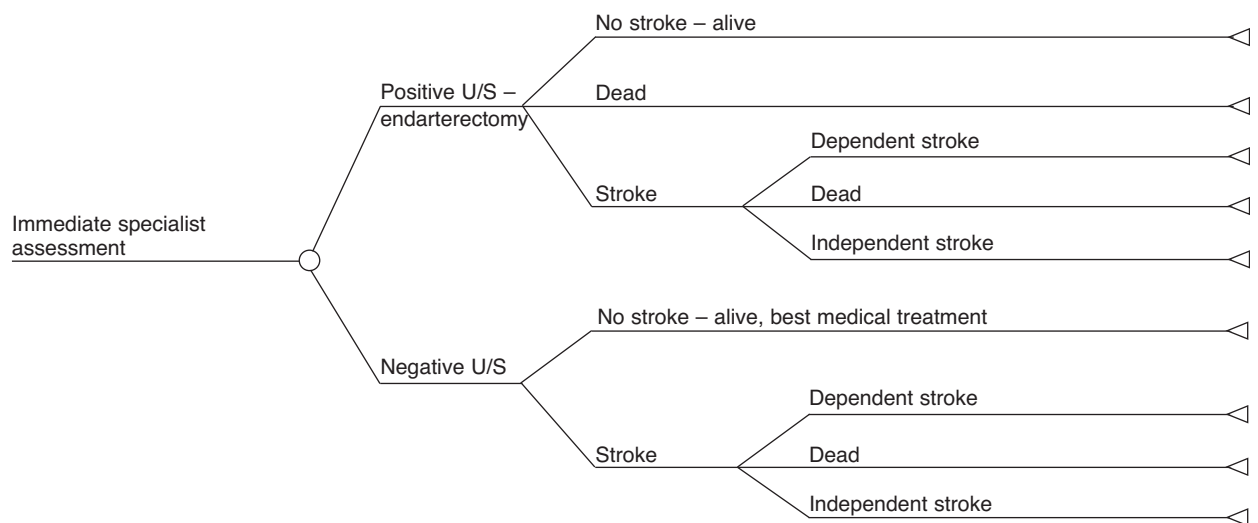 No stroke – alive
Positive U/S –
endarterectomy
Dead
Dependent stroke
Stroke
Dead
Immediate specialist
assessment
Independent stroke
No stroke – alive, best medical treatment
Negative U/S
Dependent stroke
Stroke
Dead
Independent stroke